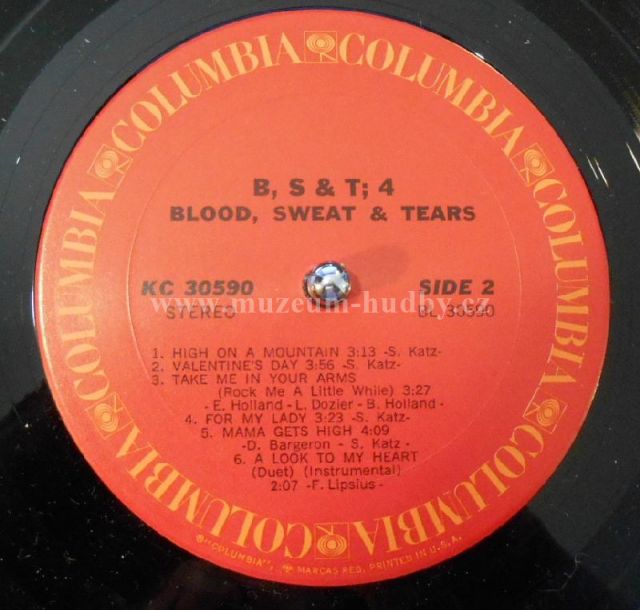 COLUMBIA COLUMBIA COLUMBIA COLUMBIA COLUMBIA COLUMBIA
B, S & T; 4
BLOOD, SWEAT & TEARS
KC 30590 SIDE 2
www.muzeum-hudby.cz
STEREO BL 30590
1. HIGH ON A MOUNTAIN 3:13 -S. Katz-
2. VALENTINE'S DAY 3:56 -S. Katz-
3. TAKE ME IN YOUR ARMS
(Rock Me A Little While) 3:27
-E. Holland -L. Dozier -B. Holland-
4. FOR MY LADY 3:23 -S. Katz-
5. MAMA GETS HIGH 4:09
-D. Bargeron - S. Katz -
6. A LOOK TO MY HEART
(Duet) (Instrumental)
2:07 -F. Lipsius-
"COLUMBIA", MARCAS REG. PRINTED IN U.S.A.